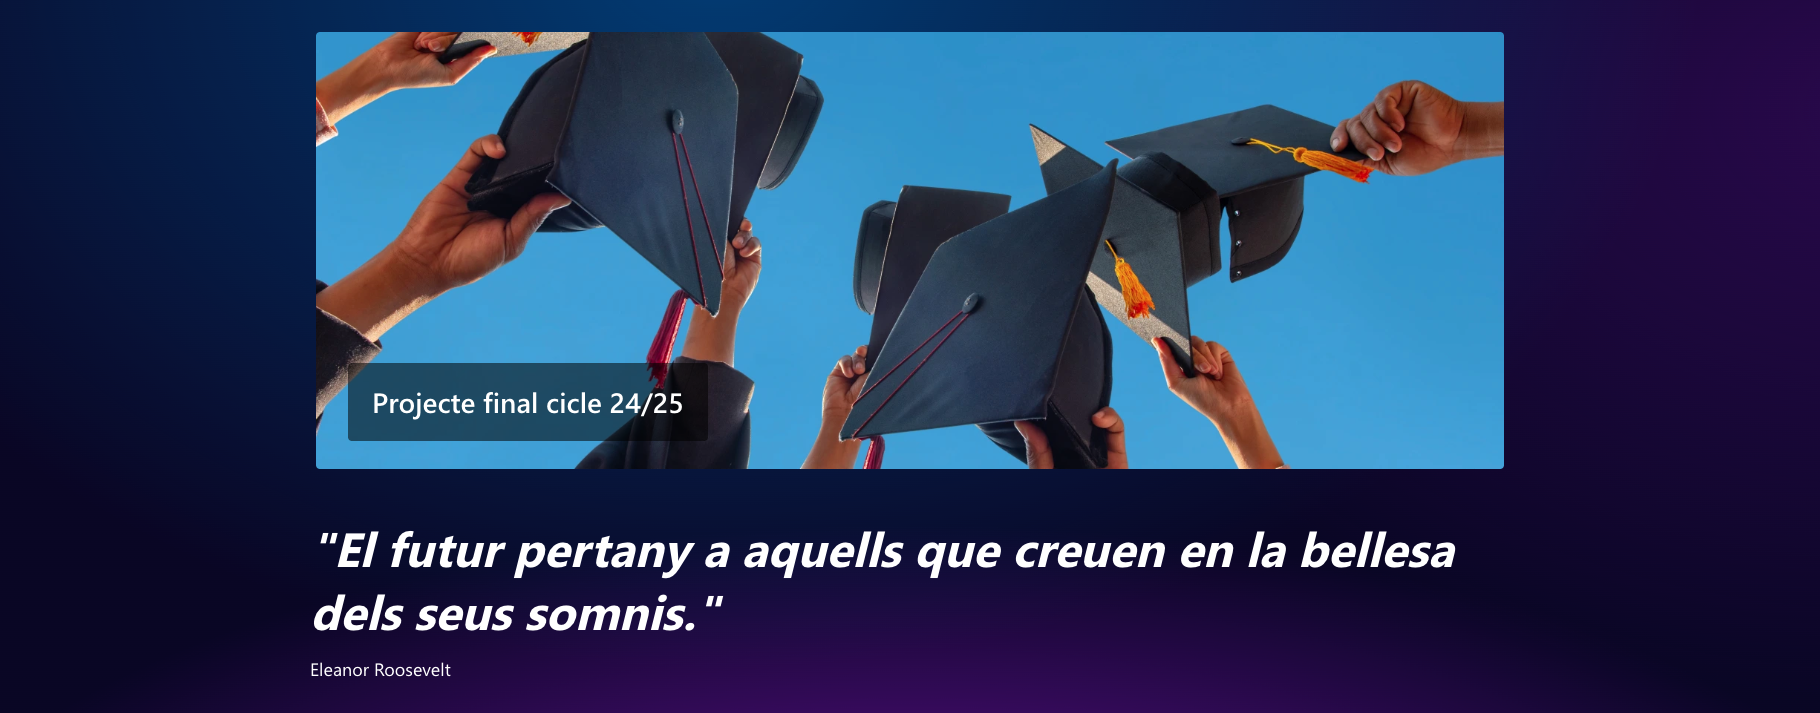 Projecte final cicle 24/25
"El futur pertany a aquells que creuen en la bellesa
dels seus somnis."
Eleanor Roosevelt